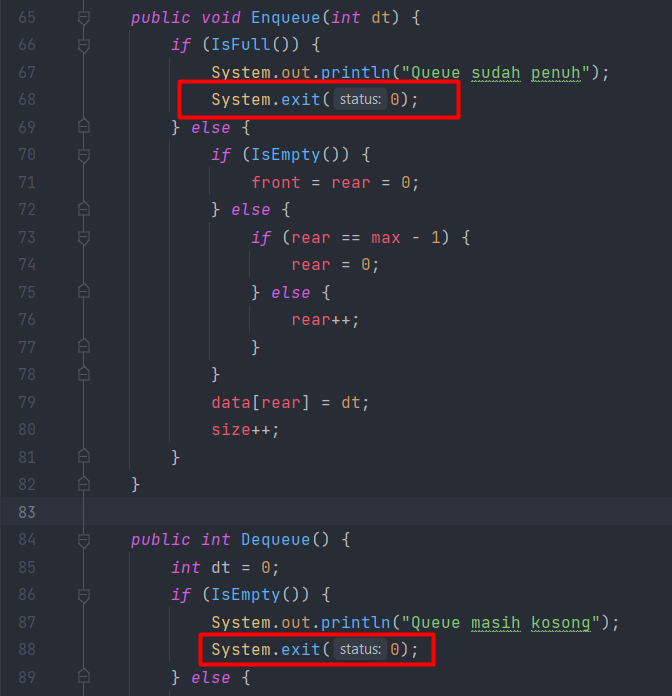 65 public void Enqueue(int dt) {
66 if (IsFull()) {
67 System.out.println("Queue sudah penuh");
68 System.exit( status: 0);
69 } else {
70 if (IsEmpty()) {
71 front = rear = 0;
72 } else {
73 if (rear == max - 1) {
74 rear = 0;
75 } else {
76 rear++;
77 }
78 }
79 data[rear] = dt;
80 size++;
81 }
82 }
83
84 public int Dequeue() {
85 int dt = 0;
86 if (IsEmpty()) {
87 System.out.println("Queue masih kosong");
88 System.exit( status: 0);
89 } else {